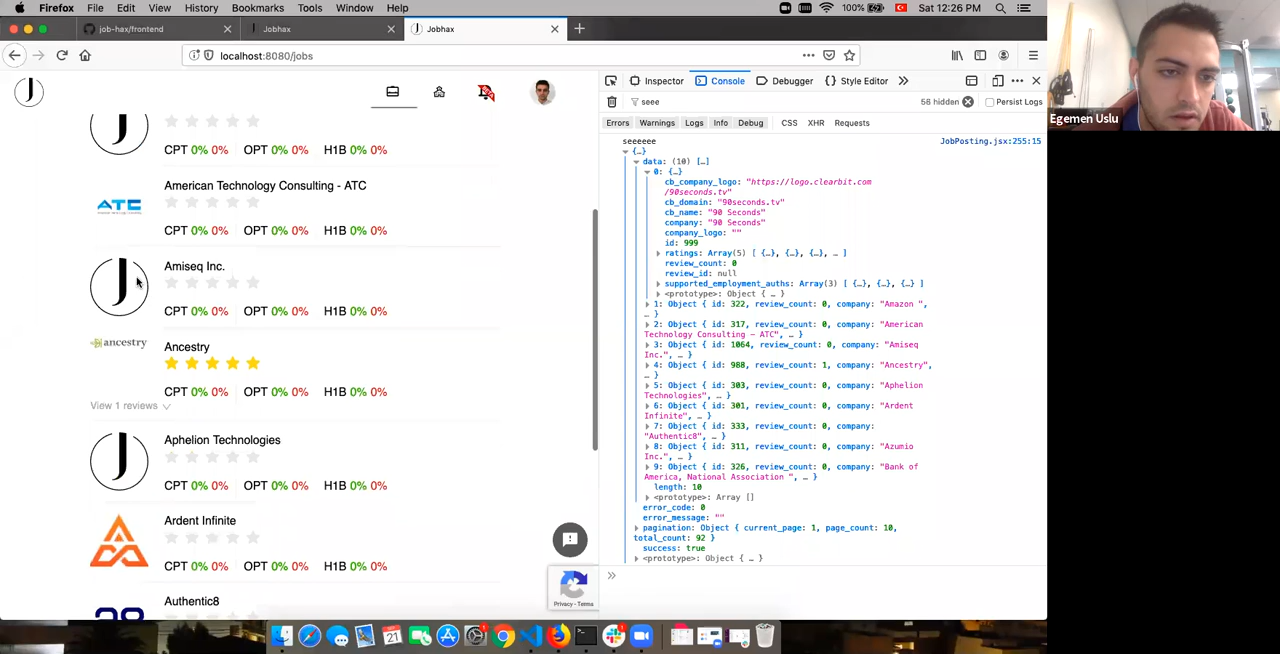 Firefox File Edit View History Bookmarks Tools Window Help 100% Sat 12:26 PM
job-hax/frontend Jobhax Jobhax
localhost:8080/jobs
J
Inspector Console Debugger Style Editor
seee 58 hidden Persist Logs
Errors Warnings Logs Info Debug CSS XHR Requests
J
CPT 0% 0% OPT 0% 0% H1B 0% 0%
American Technology Consulting - ATC
ATC
CPT 0% 0% OPT 0% 0% H1B 0% 0%
Amiseq Inc.
J
CPT 0% 0% OPT 0% 0% H1B 0% 0%
ancestry
Ancestry
CPT 0% 0% OPT 0% 0% H1B 0% 0%
View 1 reviews
Aphelion Technologies
J
CPT 0% 0% OPT 0% 0% H1B 0% 0%
Ardent Infinite
CPT 0% 0% OPT 0% 0% H1B 0% 0%
Authent​ic8
Privacy - Terms
seeeeee JobPosting.jsx:255:15
{…}
data: (10) […]
0: {…}
cb_company_logo: "https://logo.clearbit.com
/90seconds.tv"
cb_domain: "90seconds.tv"
cb_name: "90 Seconds"
company: "90 Seconds"
company_logo: ""
id: 999
ratings: Array(5) [ {…}, {…}, {…}, … ]
review_count: 0
review_id: null
supported_employment_auths: Array(3) [ {…}, {…}, {…} ]
<prototype>: Object { … }
1: Object { id: 322, review_count: 0, company: "Amazon ",
… }
2: Object { id: 317, review_count: 0, company: "American
Technology Consulting – ATC", … }
3: Object { id: 1064, review_count: 0, company: "Amiseq
Inc.", … }
4: Object { id: 988, review_count: 1, company: "Ancestry",
… }
5: Object { id: 303, review_count: 0, company: "Aphelion
Technologies", … }
6: Object { id: 301, review_count: 0, company: "Ardent
Infinite", … }
7: Object { id: 333, review_count: 0, company:
"Authentic8", … }
8: Object { id: 311, review_count: 0, company: "Azumio
Inc.", … }
9: Object { id: 326, review_count: 0, company: "Bank of
America, National Association ", … }
length: 10
<prototype>: Array []
error_code: 0
error_message: ""
pagination: Object { current_page: 1, page_count: 10,
total_count: 92 }
success: true
<prototype>: Object { … }
Egemen Uslu